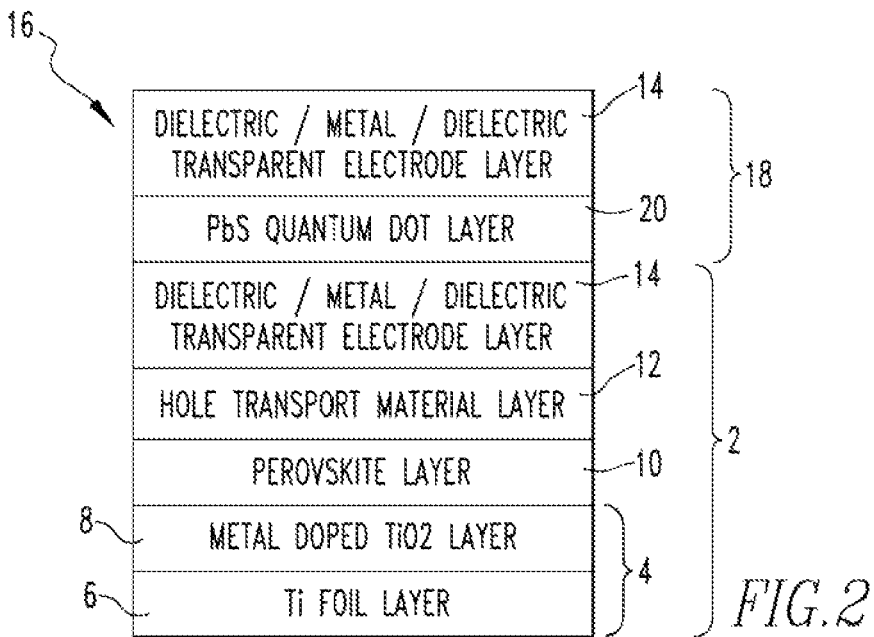 16
DIELECTRIC / METAL / DIELECTRIC
TRANSPARENT ELECTRODE LAYER
14
18
PbS QUANTUM DOT LAYER
20
DIELECTRIC / METAL / DIELECTRIC
TRANSPARENT ELECTRODE LAYER
14
HOLE TRANSPORT MATERIAL LAYER
12
2
PEROVSKITE LAYER
10
8
METAL DOPED TiO2 LAYER
4
6
Ti FOIL LAYER
FIG.2